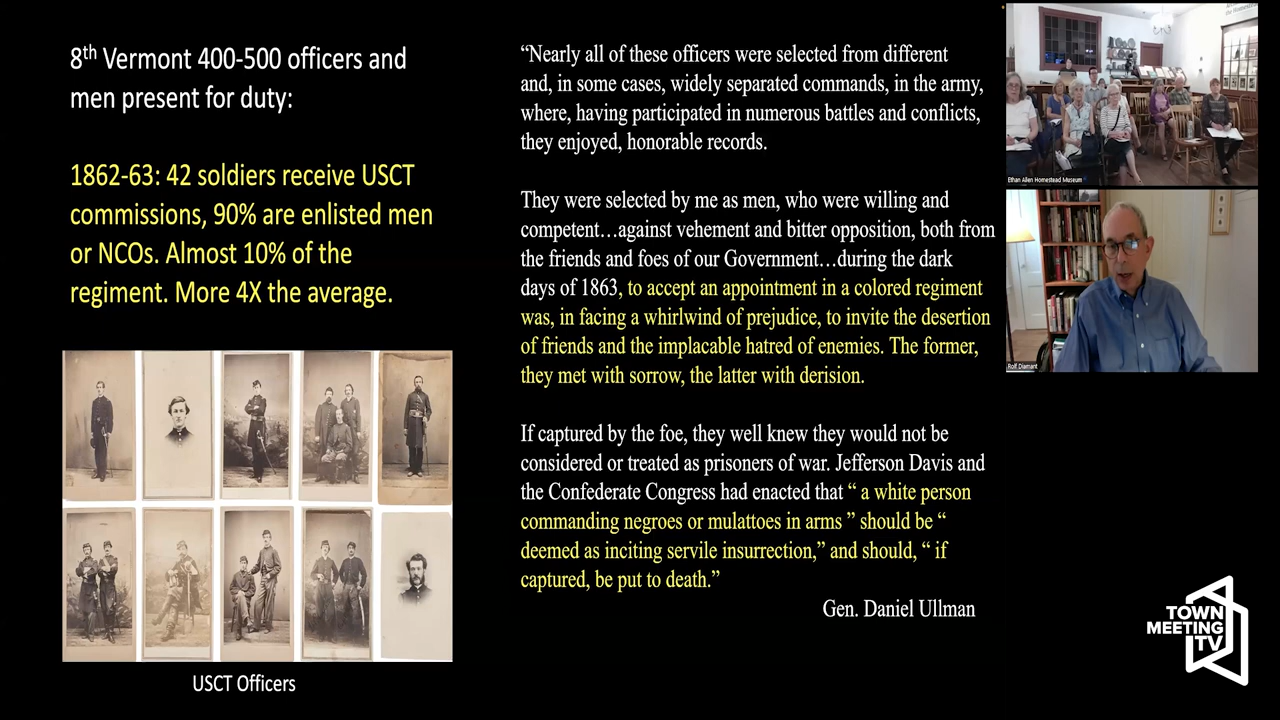 8th Vermont 400-500 officers and
men present for duty:
1862-63: 42 soldiers receive USCT
commissions, 90% are enlisted men
or NCOs. Almost 10% of the
regiment. More 4X the average.
USCT Officers
“Nearly all of these officers were selected from different
and, in some cases, widely separated commands, in the army,
where, having participated in numerous battles and conflicts,
they enjoyed, honorable records.
They were selected by me as men, who were willing and
competent…against vehement and bitter opposition, both from
the friends and foes of our Government…during the dark
days of 1863, to accept an appointment in a colored regiment
was, in facing a whirlwind of prejudice, to invite the desertion
of friends and the implacable hatred of enemies. The former,
they met with sorrow, the latter with derision.
If captured by the foe, they well knew they would not be
considered or treated as prisoners of war. Jefferson Davis and
the Confederate Congress had enacted that “ a white person
commanding negroes or mulattoes in arms ” should be “
deemed as inciting servile insurrection,” and should, “ if
captured, be put to death.”
Gen. Daniel Ullman
Ethan Allen Homestead Museum
Rolf Diamant
TOWN
MEETING
TV